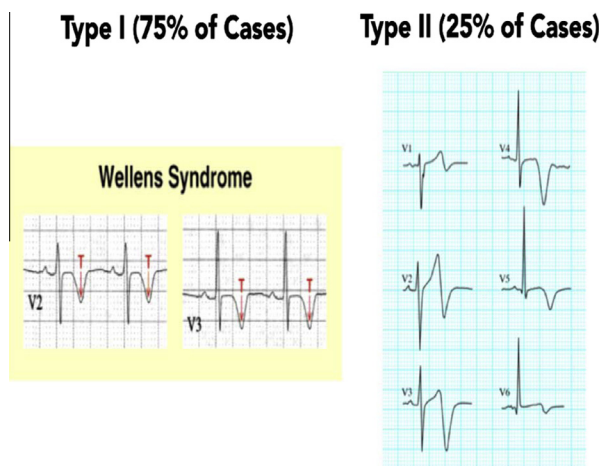 Type I (75% of Cases)
Type II (25% of Cases)
Wellens Syndrome
T T
V2
T T
V3
V1
V4
V2
V5
V3
V6